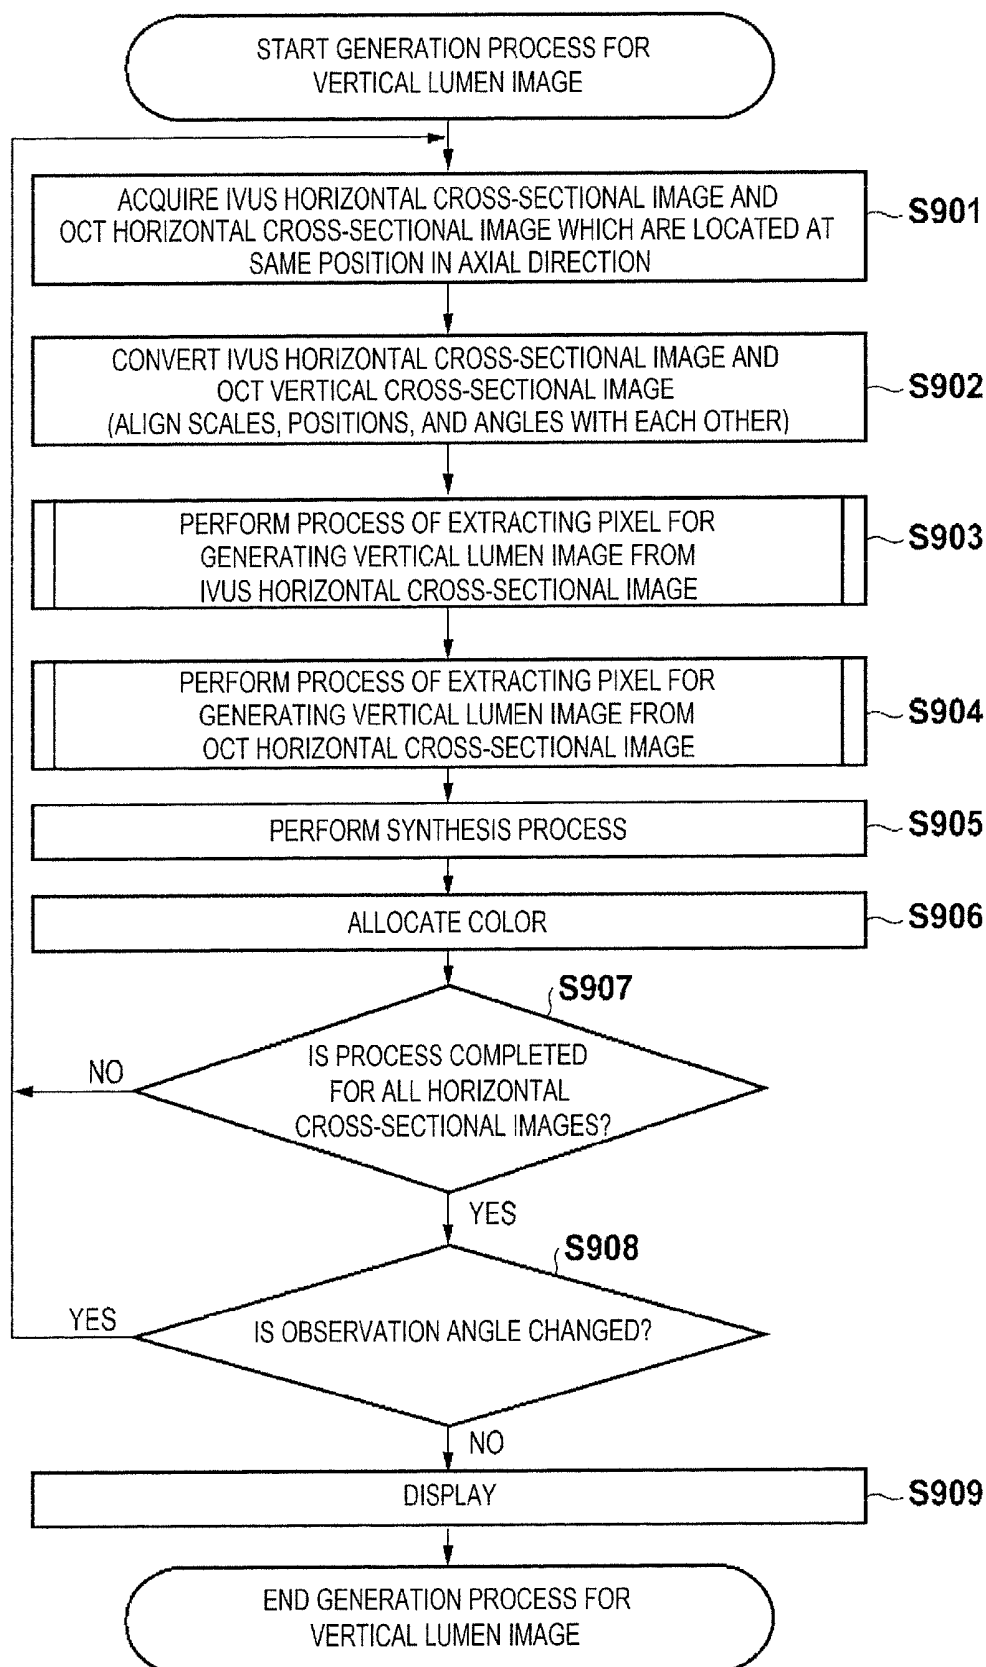 START GENERATION PROCESS FOR
VERTICAL LUMEN IMAGE
ACQUIRE IVUS HORIZONTAL CROSS-SECTIONAL IMAGE AND
OCT HORIZONTAL CROSS-SECTIONAL IMAGE WHICH ARE LOCATED AT
SAME POSITION IN AXIAL DIRECTION
S901
CONVERT IVUS HORIZONTAL CROSS-SECTIONAL IMAGE AND
OCT VERTICAL CROSS-SECTIONAL IMAGE
(ALIGN SCALES, POSITIONS, AND ANGLES WITH EACH OTHER)
S902
PERFORM PROCESS OF EXTRACTING PIXEL FOR
GENERATING VERTICAL LUMEN IMAGE FROM
IVUS HORIZONTAL CROSS-SECTIONAL IMAGE
S903
PERFORM PROCESS OF EXTRACTING PIXEL FOR
GENERATING VERTICAL LUMEN IMAGE FROM
OCT HORIZONTAL CROSS-SECTIONAL IMAGE
S904
PERFORM SYNTHESIS PROCESS
S905
ALLOCATE COLOR
S906
S907
IS PROCESS COMPLETED
FOR ALL HORIZONTAL
CROSS-SECTIONAL IMAGES?
NO
YES
S908
IS OBSERVATION ANGLE CHANGED?
YES
NO
DISPLAY
S909
END GENERATION PROCESS FOR
VERTICAL LUMEN IMAGE